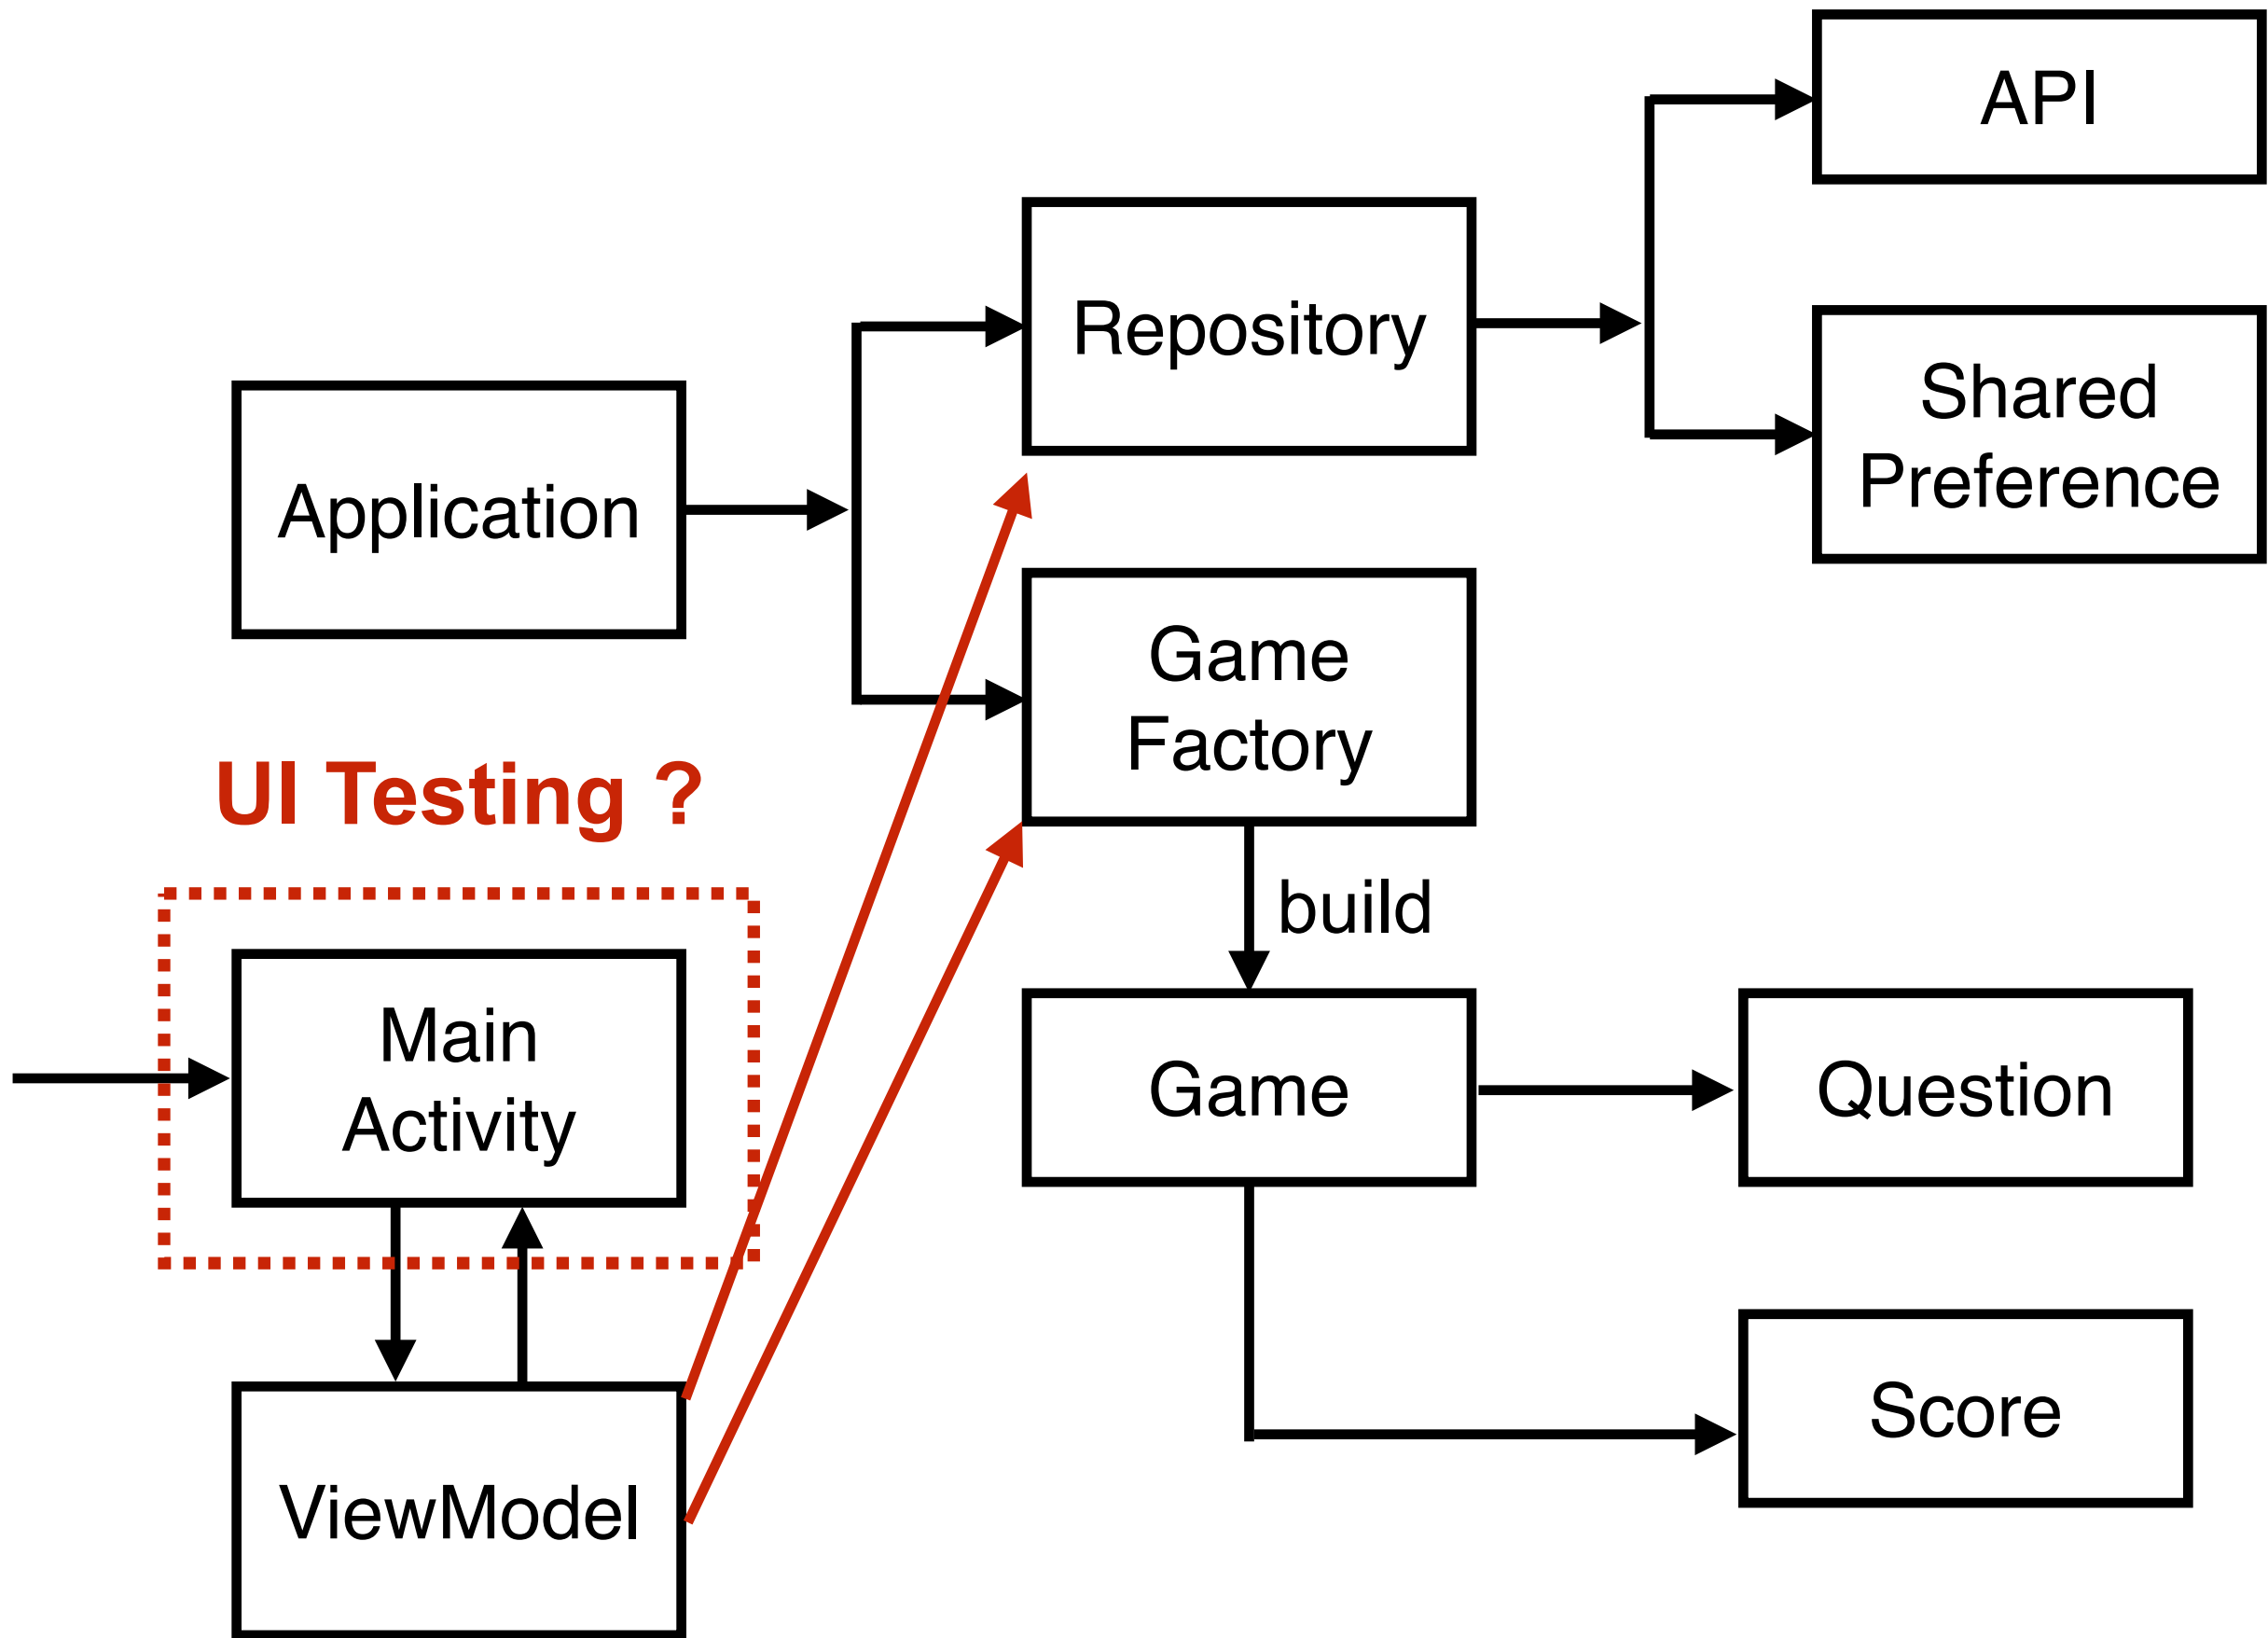 API
Repository
Shared
Preference
Application
Game
Factory
UI Testing ?
build
Main
Activity
Game
Question
Score
ViewModel